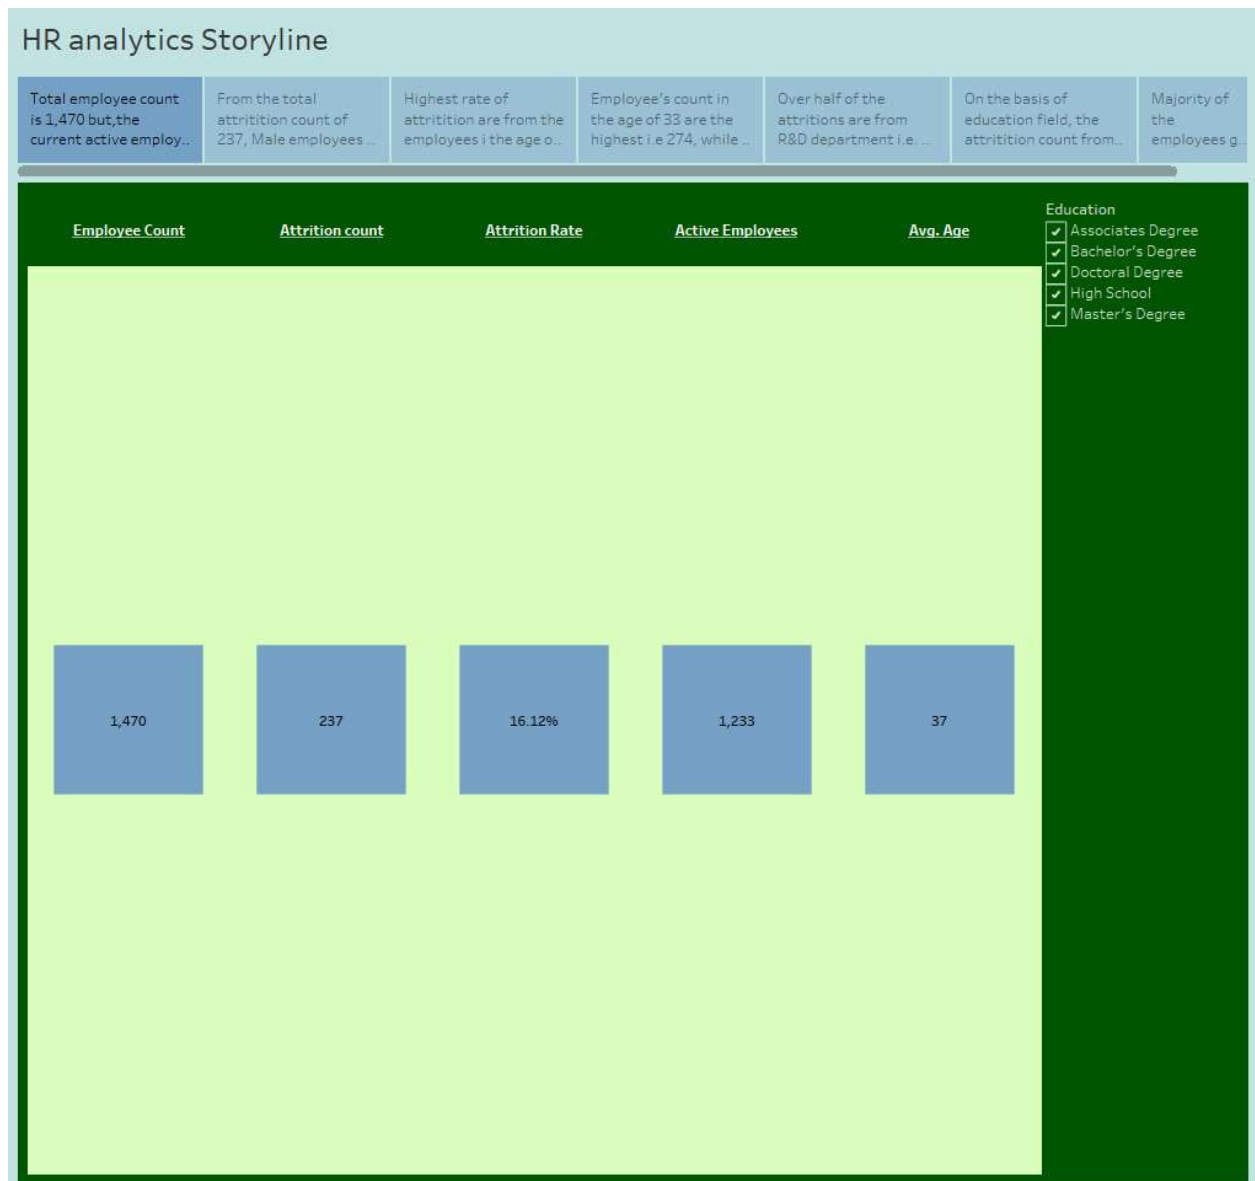 HR analytics Storyline
Total employee count
is 1,470 but,the
current active employ..
From the total
attritition count of
237, Male employees ..
Highest rate of
attritition are from the
employees i the age o..
Employee's count in
the age of 33 are the
highest i.e 274, while ..
Over half of the
attritions are from
R&D department i.e. ..
On the basis of
education field, the
attritition count from..
Majority of
the
employees g..
Employee Count
Attrition count
Attrition Rate
Active Employees
Avg. Age
1,470
237
16.12%
1,233
37
Education
Associates Degree
Bachelor's Degree
Doctoral Degree
High School
Master's Degree